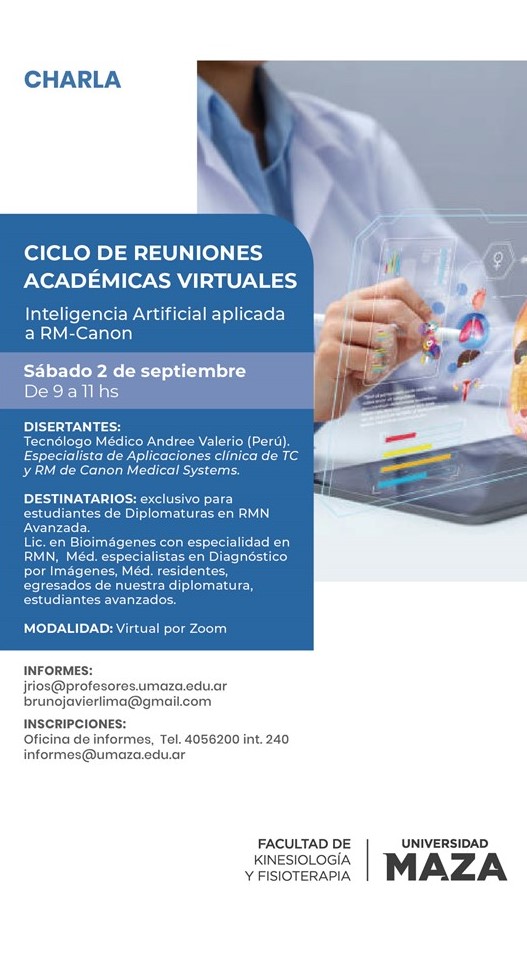 CHARLA
CICLO DE REUNIONES
ACADÉMICAS VIRTUALES
Inteligencia Artificial aplicada
a RM-Canon
Sábado 2 de septiembre
De 9 a 11 hs
DISERTANTES:
Tecnólogo Médico Andree Valerio (Perú).
Especialista de Aplicaciones clínica de TC
y RM de Canon Medical Systems.
DESTINATARIOS: exclusivo para
estudiantes de Diplomaturas en RMN
Avanzada.
Lic. en Bioimágenes con especialidad en
RMN, Méd. especialistas en Diagnóstico
por Imágenes, Méd. residentes,
egresados de nuestra diplomatura,
estudiantes avanzados.
MODALIDAD: Virtual por Zoom
INFORMES:
jrios@profesores.umaza.edu.ar
brunojavierlima@gmail.com
INSCRIPCIONES:
Oficina de informes, Tel. 4056200 int. 240
informes@umaza.edu.ar
FACULTAD DE
KINESIOLOGÍA
Y FISIOTERAPIA
UNIVERSIDAD
MAZA